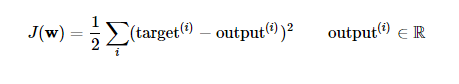 J(w) = 1/2 ∑_i (target^(i) − output^(i))^2    output^(i) ∈ ℝ